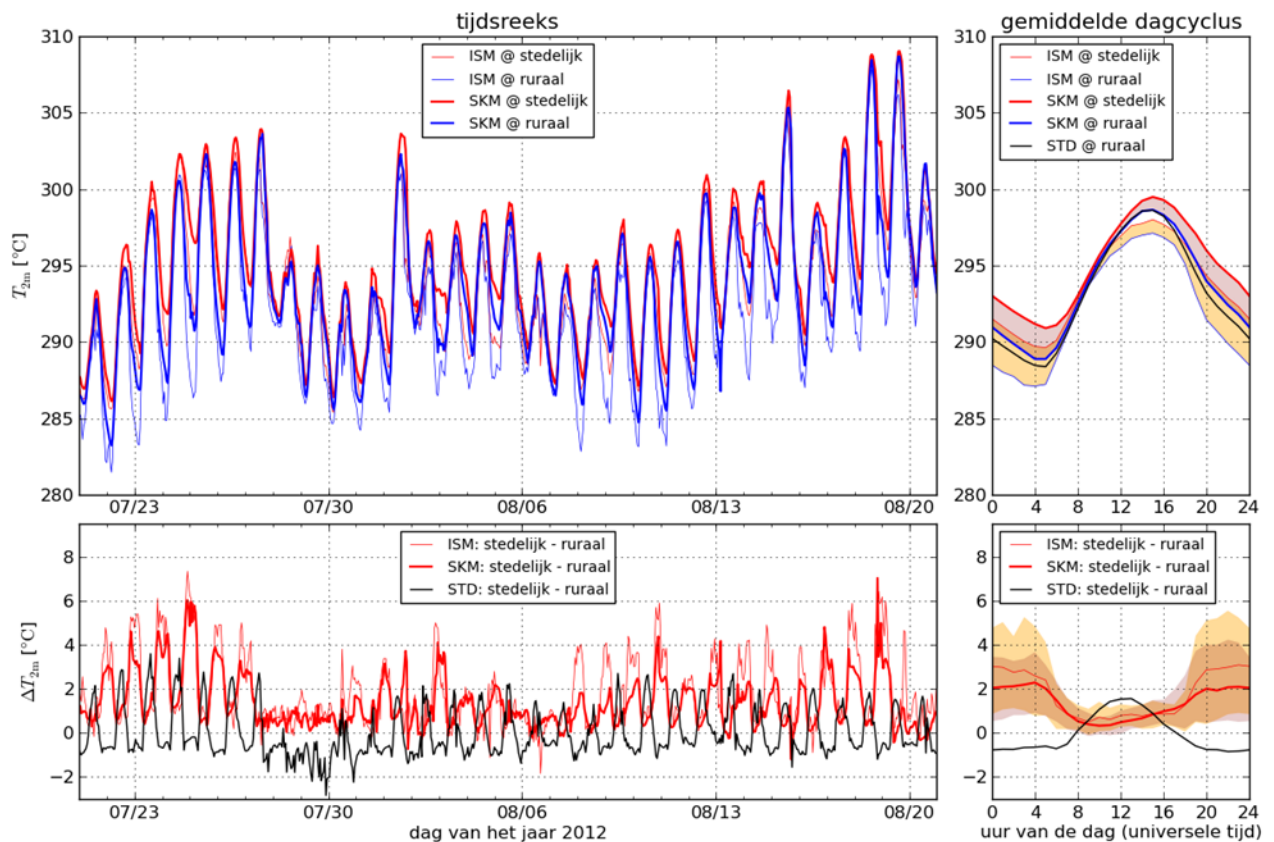 tijdsreeks
gemiddelde dagcyclus
ISM @ stedelijk
ISM @ ruraal
SKM @ stedelijk
SKM @ ruraal
ISM @ stedelijk
ISM @ ruraal
SKM @ stedelijk
SKM @ ruraal
STD @ ruraal
T2m [°C]
310
305
300
295
290
285
280
07/23 07/30 08/06 08/13 08/20
310
305
300
295
290
285
280
0 4 8 12 16 20 24
ISM: stedelijk - ruraal
SKM: stedelijk - ruraal
STD: stedelijk - ruraal
ΔT2m [°C]
8
6
4
2
0
−2
07/23 07/30 08/06 08/13 08/20
dag van het jaar 2012
ISM: stedelijk - ruraal
SKM: stedelijk - ruraal
STD: stedelijk - ruraal
8
6
4
2
0
−2
0 4 8 12 16 20 24
uur van de dag (universele tijd)